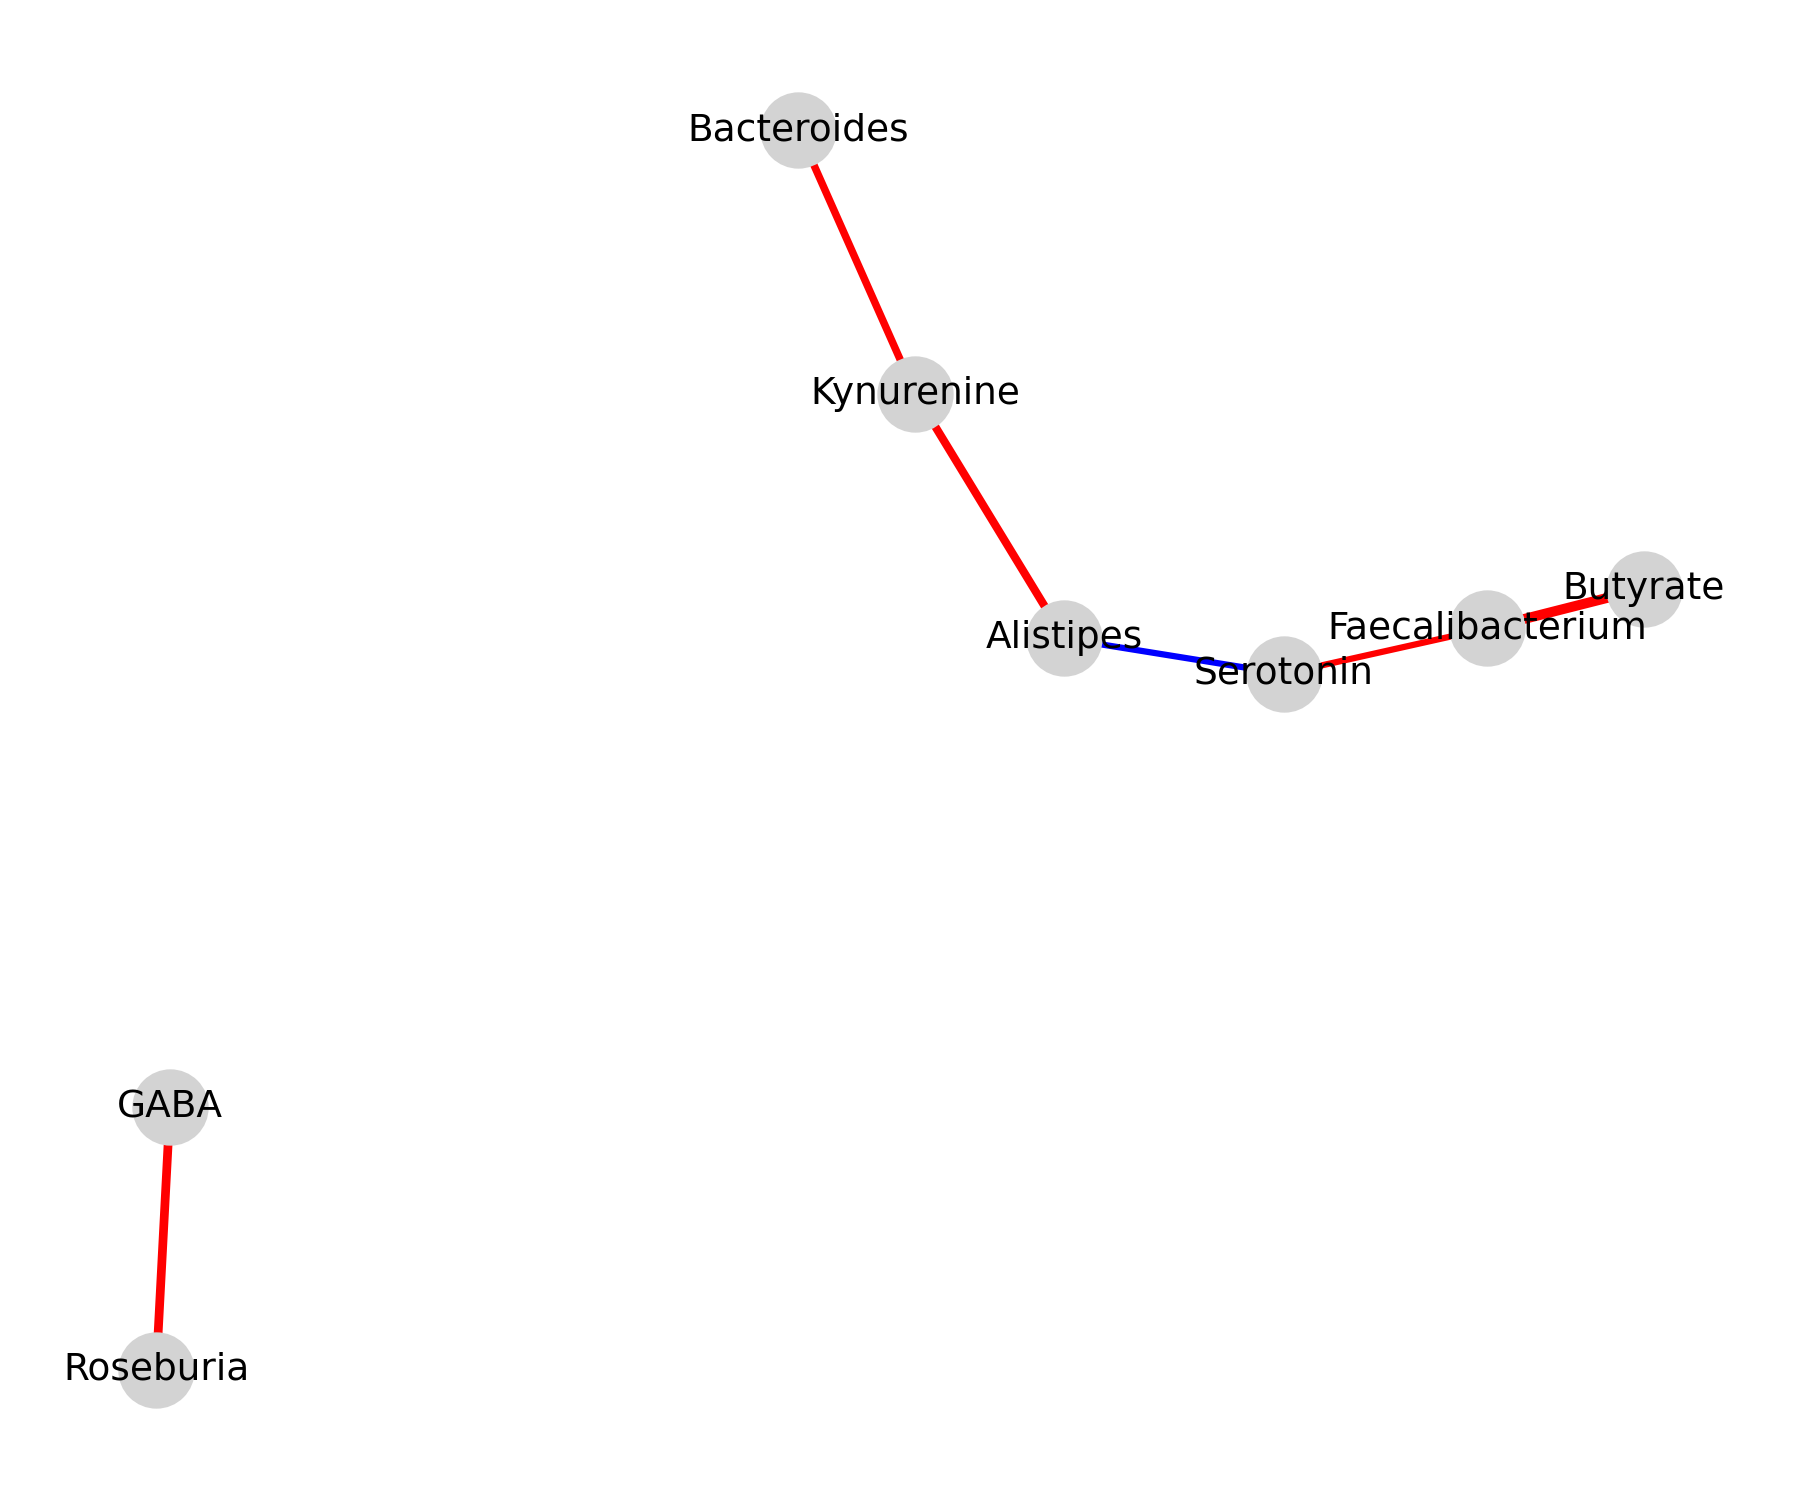 Bacteroides
Kynurenine
Butyrate
Faecalibacterium
Alistipes
Serotonin
GABA
Roseburia